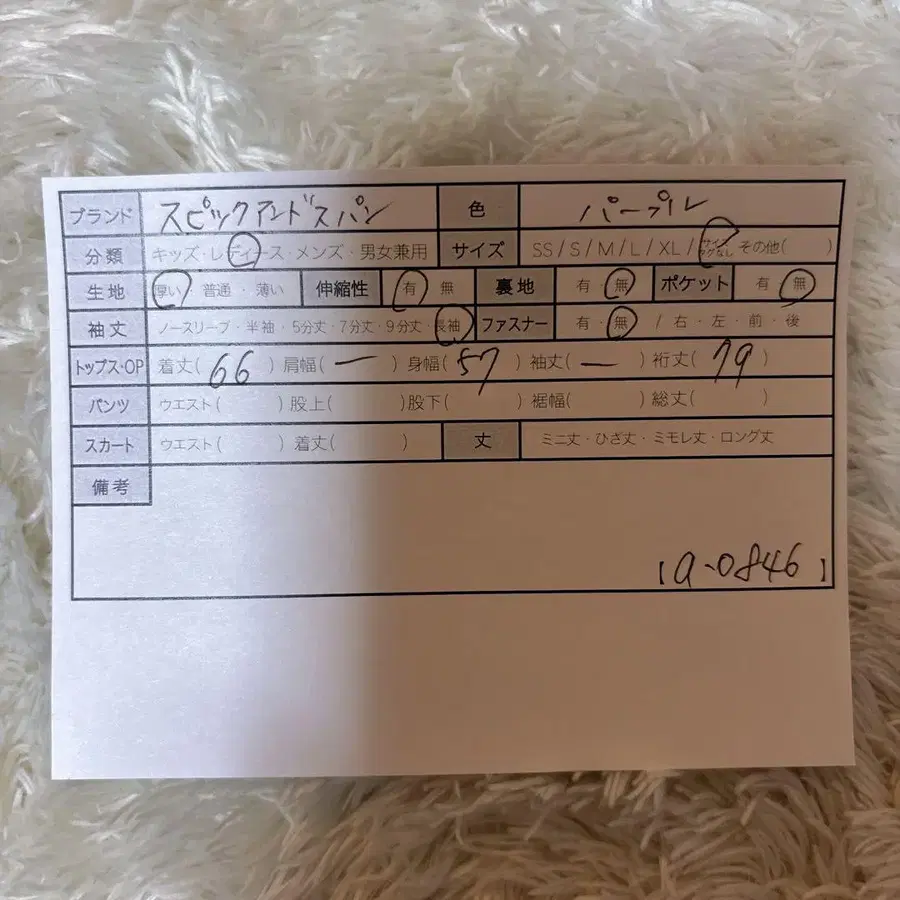 ブランド スピックアンドスパン 色 パープル
分類 キッズ・レディース・メンズ・男女兼用 サイズ SS / S / M / L / XL / サイズタグなし その他( )
生地 厚い・普通・薄い 伸縮性 有・無 裏地 有・無 ポケット 有・無
袖丈 ノースリーブ・半袖・5分丈・7分丈・9分丈・長袖 ファスナー 有・無 / 右・左・前・後
トップス・OP 着丈( 66 ) 肩幅( ー ) 身幅( 57 ) 袖丈( ー ) 裄丈( 79 )
パンツ ウエスト( ) 股上( ) 股下( ) 裾幅( ) 総丈( )
スカート ウエスト( ) 着丈( ) 丈 ミニ丈・ひざ丈・ミモレ丈・ロング丈
備考
【a-0846】